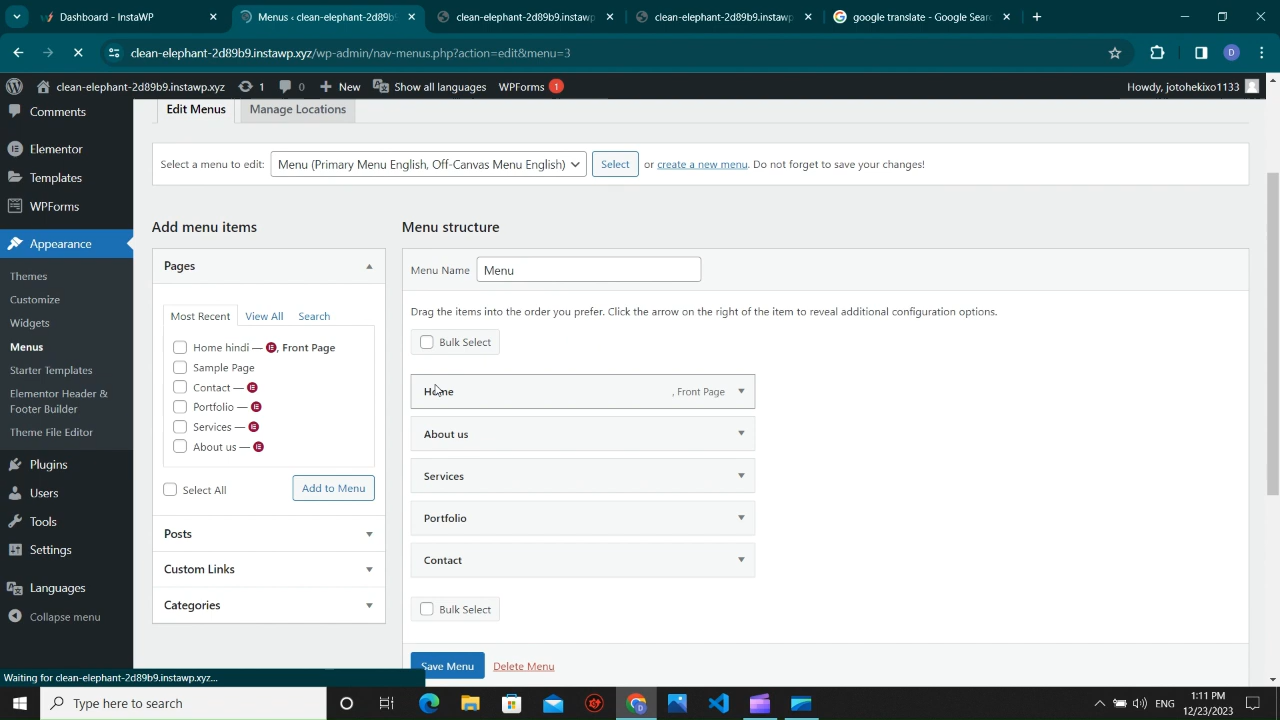 Dashboard - InstaWP
Menus ‹ clean-elephant-2d89b9
clean-elephant-2d89b9.instawp
clean-elephant-2d89b9.instawp
google translate - Google Sear
clean-elephant-2d89b9.instawp.xyz/wp-admin/nav-menus.php?action=edit&menu=3
D
clean-elephant-2d89b9.instawp.xyz
1
0
New
Show all languages
WPForms
1
Howdy, jotohekixo1133
Comments
Elementor
Templates
WPForms
Appearance
Themes
Customize
Widgets
Menus
Starter Templates
Elementor Header &
Footer Builder
Theme File Editor
Plugins
Users
Tools
Settings
Languages
Collapse menu
Edit Menus
Manage Locations
Select a menu to edit:
Menu (Primary Menu English, Off-Canvas Menu English)
Select
or create a new menu. Do not forget to save your changes!
Add menu items
Pages
Most Recent
View All
Search
Home hindi — , Front Page
Sample Page
Contact —
Portfolio —
Services —
About us —
Select All
Add to Menu
Posts
Custom Links
Categories
Menu structure
Menu Name
Menu
Drag the items into the order you prefer. Click the arrow on the right of the item to reveal additional configuration options.
Bulk Select
Home
, Front Page
About us
Services
Portfolio
Contact
Bulk Select
Save Menu
Delete Menu
Waiting for clean-elephant-2d89b9.instawp.xyz...
Type here to search
ENG
1:11 PM
12/23/2023